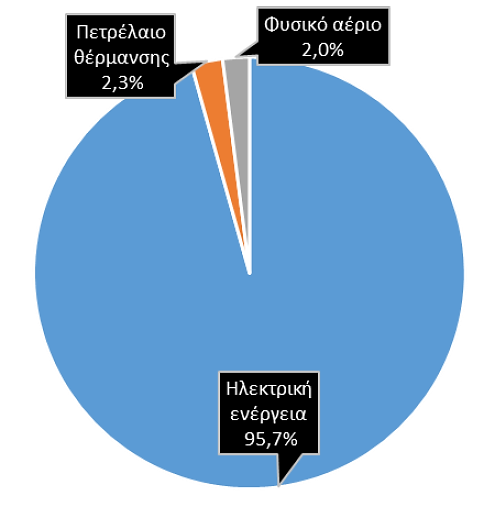 Πετρέλαιο
θέρμανσης
2,3%
Φυσικό αέριο
2,0%
Ηλεκτρική
ενέργεια
95,7%